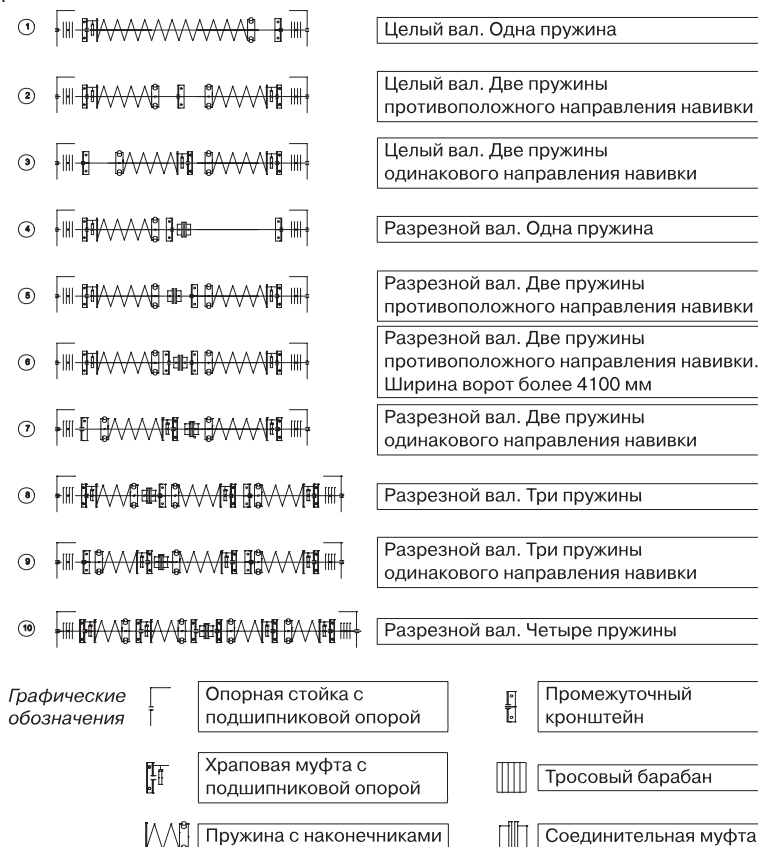 1
Целый вал. Одна пружина
2
Целый вал. Две пружины
противоположного направления навивки
3
Целый вал. Две пружины
одинакового направления навивки
4
Разрезной вал. Одна пружина
5
Разрезной вал. Две пружины
противоположного направления навивки
6
Разрезной вал. Две пружины
противоположного направления навивки.
Ширина ворот более 4100 мм
7
Разрезной вал. Две пружины
одинакового направления навивки
8
Разрезной вал. Три пружины
9
Разрезной вал. Три пружины
одинакового направления навивки
10
Разрезной вал. Четыре пружины
Графические
обозначения
Опорная стойка с
подшипниковой опорой
Промежуточный
кронштейн
Храповая муфта с
подшипниковой опорой
Тросовый барабан
Пружина с наконечниками
Соединительная муфта